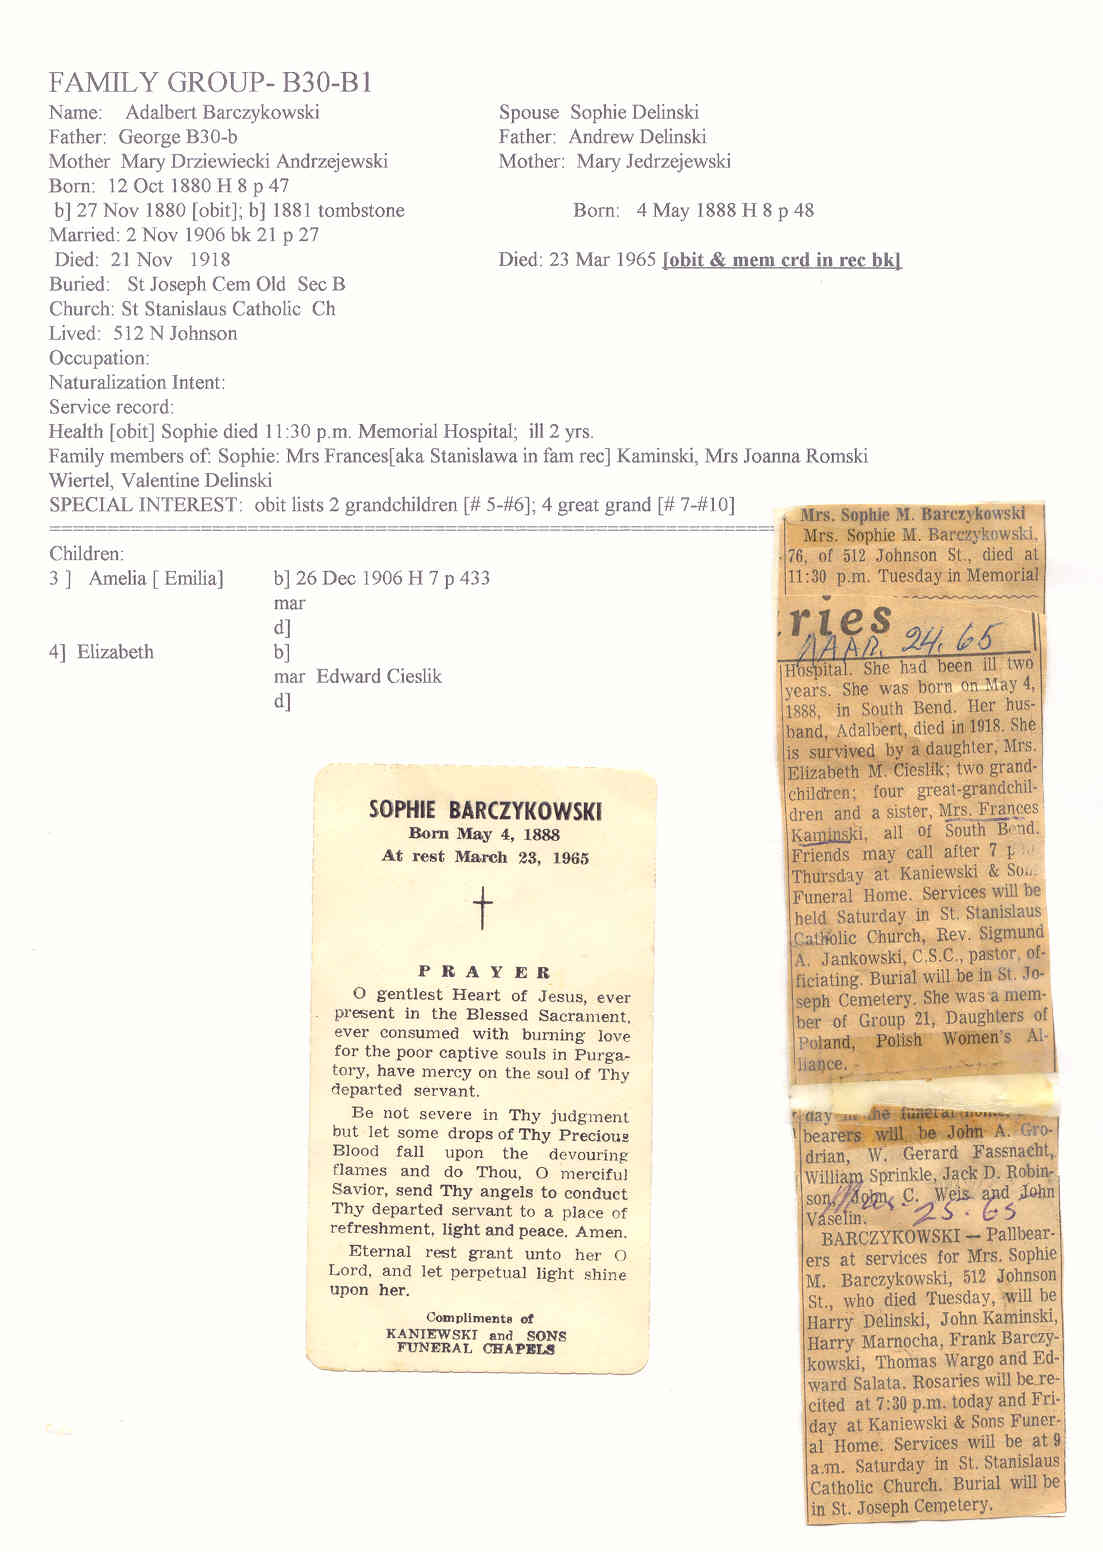 FAMILY GROUP- B30-B1
Name: Adalbert Barczykowski Spouse Sophie Delinski
Father: George B30-b Father: Andrew Delinski
Mother Mary Drziewiecki Andrzejewski Mother: Mary Jedrzejewski
Born: 12 Oct 1880 H 8 p 47
b] 27 Nov 1880 [obit]; b] 1881 tombstone Born: 4 May 1888 H 8 p 48
Married: 2 Nov 1906 bk 21 p 27
Died: 21 Nov 1918 Died: 23 Mar 1965 [obit & mem crd in rec bk]
Buried: St Joseph Cem Old Sec B
Church: St Stanislaus Catholic Ch
Lived: 512 N Johnson
Occupation:
Naturalization Intent:
Service record:
Health [obit] Sophie died 11:30 p.m. Memorial Hospital; ill 2 yrs.
Family members of: Sophie: Mrs Frances[aka Stanislawa in fam rec] Kaminski, Mrs Joanna Romski
Wiertel, Valentine Delinski
SPECIAL INTEREST: obit lists 2 grandchildren [# 5-#6]; 4 great grand [# 7-#10]
Children:
3 ] Amelia [ Emilia] b] 26 Dec 1906 H 7 p 433
mar
d]
4] Elizabeth b]
mar Edward Cieslik
d]
SOPHIE BARCZYKOWSKI
Born May 4, 1888
At rest March 23, 1965
PRAYER
O gentlest Heart of Jesus, ever
present in the Blessed Sacrament,
ever consumed with burning love
for the poor captive souls in Purga-
tory, have mercy on the soul of Thy
departed servant.
Be not severe in Thy judgment
but let some drops of Thy Precious
Blood fall upon the devouring
flames and do Thou, O merciful
Savior, send Thy angels to conduct
Thy departed servant to a place of
refreshment, light and peace. Amen.
Eternal rest grant unto her O
Lord, and let perpetual light shine
upon her.
Compliments of
KANIEWSKI and SONS
FUNERAL CHAPELS
Mrs. Sophie M. Barczykowski
Mrs. Sophie M. Barczykowski,
76, of 512 Johnson St., died at
11:30 p.m. Tuesday in Memorial
ries
MAR. 24. 65
Hospital. She had been ill two
years. She was born on May 4,
1888, in South Bend. Her hus-
band, Adalbert, died in 1918. She
is survived by a daughter, Mrs.
Elizabeth M. Cieslik; two grand-
children; four great-grandchil-
dren and a sister, Mrs. Frances
Kaminski, all of South Bend.
Friends may call after 7
Thursday at Kaniewski & Sons
Funeral Home. Services will be
held Saturday in St. Stanislaus
Catholic Church, Rev. Sigmund
A. Jankowski, C.S.C., pastor, of-
ficiating. Burial will be in St. Jo-
seph Cemetery. She was a mem-
ber of Group 21, Daughters of
Poland, Polish Women's Al-
liance.
day in the funeral home.
bearers will be John A. Gro-
drian, W. Gerard Fassnacht,
William Sprinkle, Jack D. Robin-
son, John C. Weis and John
Vaselin.
Mar. 25. 65
BARCZYKOWSKI — Pallbear-
ers at services for Mrs. Sophie
M. Barczykowski, 512 Johnson
St., who died Tuesday, will be
Harry Delinski, John Kaminski,
Harry Marnocha, Frank Barczy-
kowski, Thomas Wargo and Ed-
ward Salata. Rosaries will be re-
cited at 7:30 p.m. today and Fri-
day at Kaniewski & Sons Funer-
al Home. Services will be at 9
a.m. Saturday in St. Stanislaus
Catholic Church. Burial will be
in St. Joseph Cemetery.